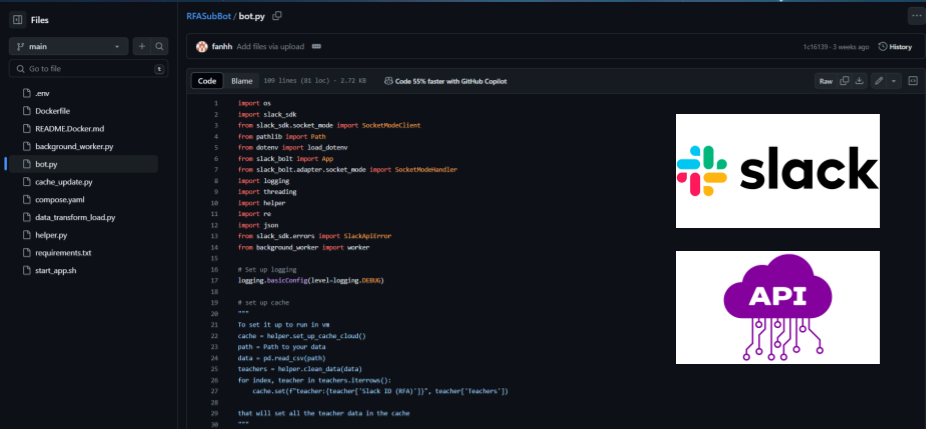 Files
main
Go to file
t
.env
Dockerfile
README.Docker.md
background_worker.py
bot.py
cache_update.py
compose.yaml
data_transform_load.py
helper.py
requirements.txt
start_app.sh
RFASubBot / bot.py
fanhh Add files via upload
1c16139 · 3 weeks ago History
Code Blame 109 lines (81 loc) · 2.72 KB Code 55% faster with GitHub Copilot Raw
1 import os
2 import slack_sdk
3 from slack_sdk.socket_mode import SocketModeClient
4 from pathlib import Path
5 from dotenv import load_dotenv
6 from slack_bolt import App
7 from slack_bolt.adapter.socket_mode import SocketModeHandler
8 import logging
9 import threading
10 import helper
11 import re
12 import json
13 from slack_sdk.errors import SlackApiError
14 from background_worker import worker
15
16 # Set up logging
17 logging.basicConfig(level=logging.DEBUG)
18
19 # set up cache
20 """
21 To set it up to run in vm
22 cache = helper.set_up_cache_cloud()
23 path = Path to your data
24 data = pd.read_csv(path)
25 teachers = helper.clean_data(data)
26 for index, teacher in teachers.iterrows():
27 cache.set(f"teacher:{teacher['Slack ID (RFA)']}", teacher['Teachers'])
28
29 that will set all the teacher data in the cache
30 """
slack
API